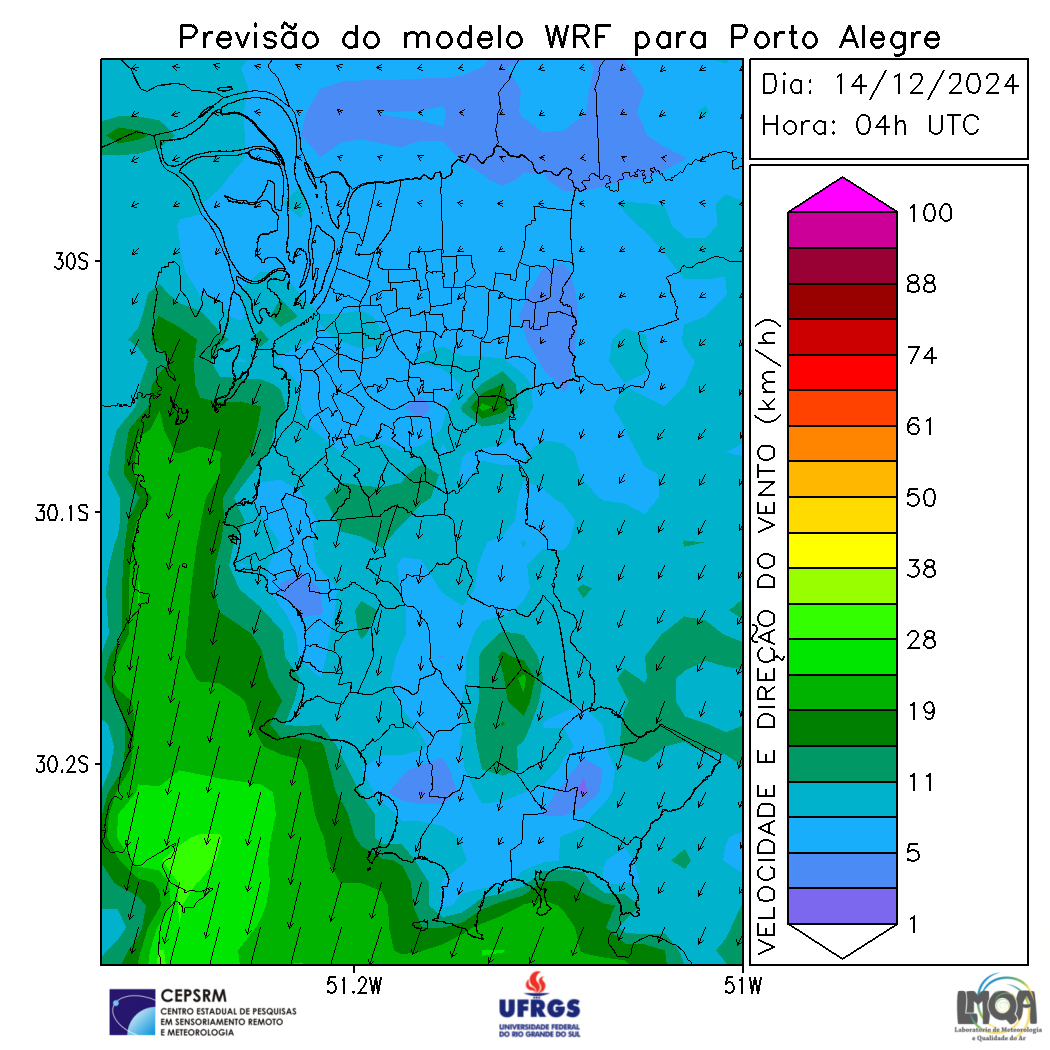 Previsão do modelo WRF para Porto Alegre
Dia: 14/12/2024
Hora: 04h UTC
30S
30.1S
30.2S
51.2W
51W
VELOCIDADE E DIREÇÃO DO VENTO (km/h)
100
88
74
61
50
38
28
19
11
5
1
CEPSRM
CENTRO ESTADUAL DE PESQUISAS
EM SENSORIAMENTO REMOTO
E METEOROLOGIA
UFRGS
UNIVERSIDADE FEDERAL
DO RIO GRANDE DO SUL
LMQA
Laboratório de Meteorologia
e Qualidade do Ar